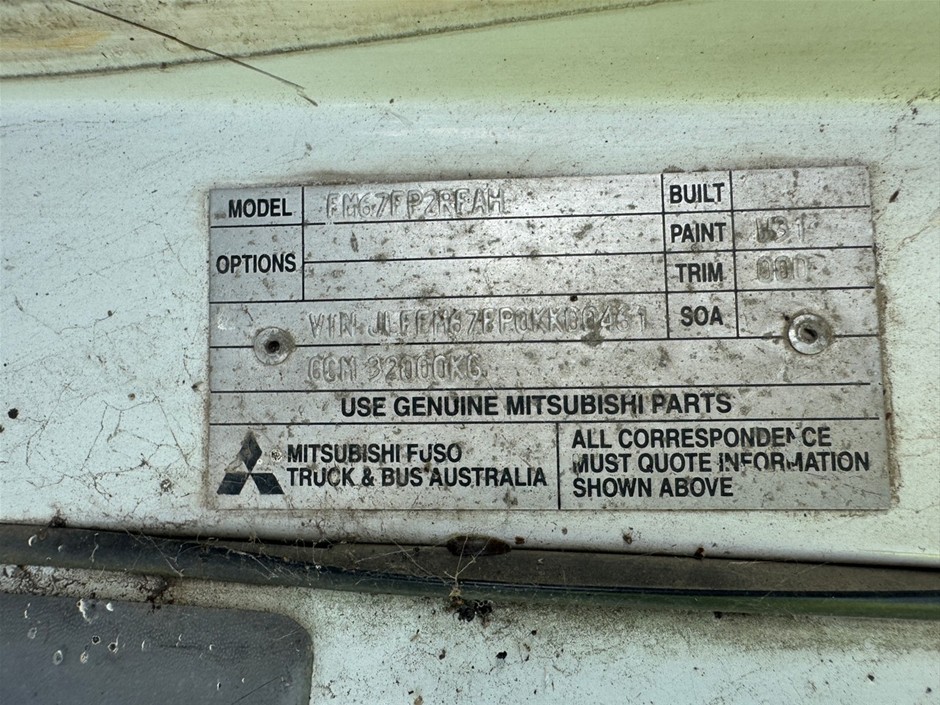 MODEL FM67FP2RFAH BUILT
PAINT W31
OPTIONS TRIM 000
SOA
VIN
GCM 32000KG.
USE GENUINE MITSUBISHI PARTS
MITSUBISHI FUSO
TRUCK & BUS AUSTRALIA
ALL CORRESPONDENCE
MUST QUOTE INFORMATION
SHOWN ABOVE